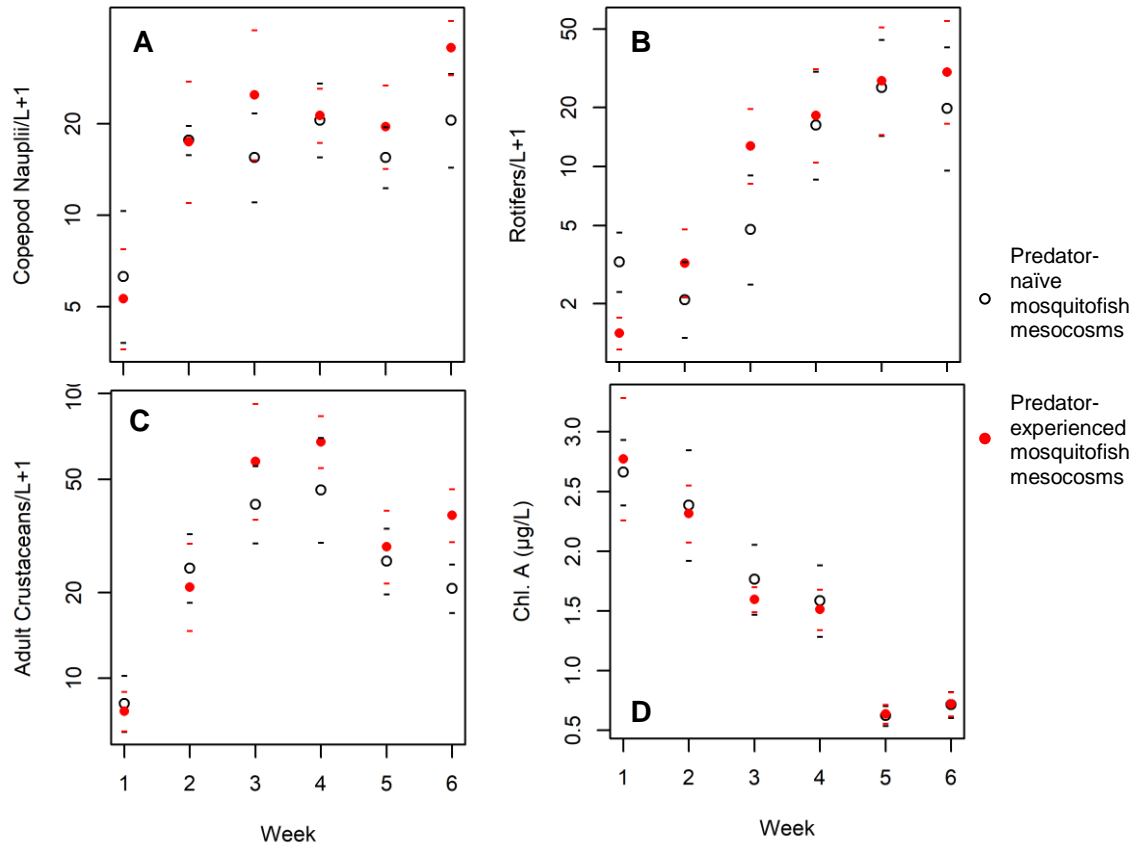 A
Copepod Nauplii/L+1
20
10
5
B
Rotifers/L+1
50
20
10
5
2
Predator-
naïve
mosquitofish
mesocosms
Predator-
experienced
mosquitofish
mesocosms
C
Adult Crustaceans/L+1
50
20
10
1 2 3 4 5 6
Week
D
Chl. A (µg/L)
3.0
2.5
2.0
1.5
1.0
0.5
1 2 3 4 5 6
Week